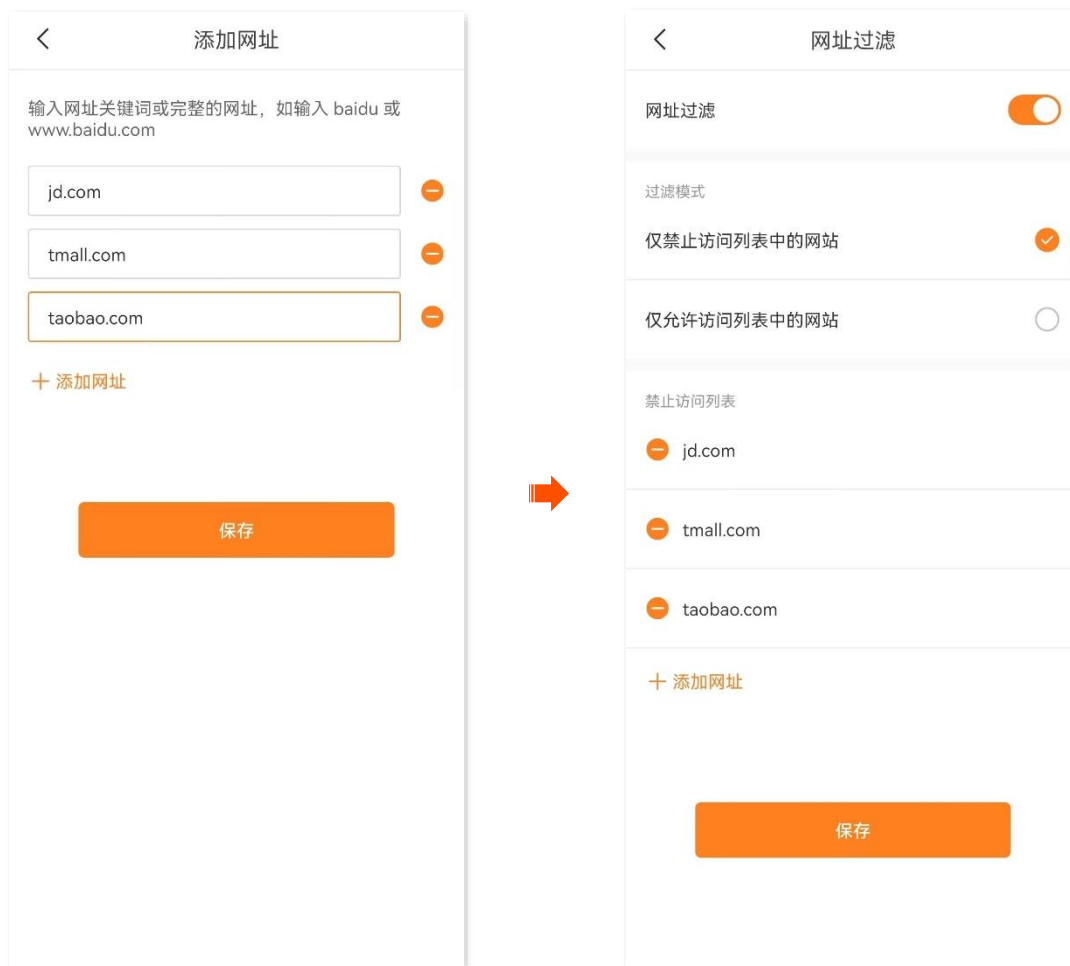 添加网址
输入网址关键词或完整的网址，如输入 baidu 或
www.baidu.com
jd.com
tmall.com
taobao.com
添加网址
保存
网址过滤
网址过滤
过滤模式
仅禁止访问列表中的网站
仅允许访问列表中的网站
禁止访问列表
jd.com
tmall.com
taobao.com
添加网址
保存